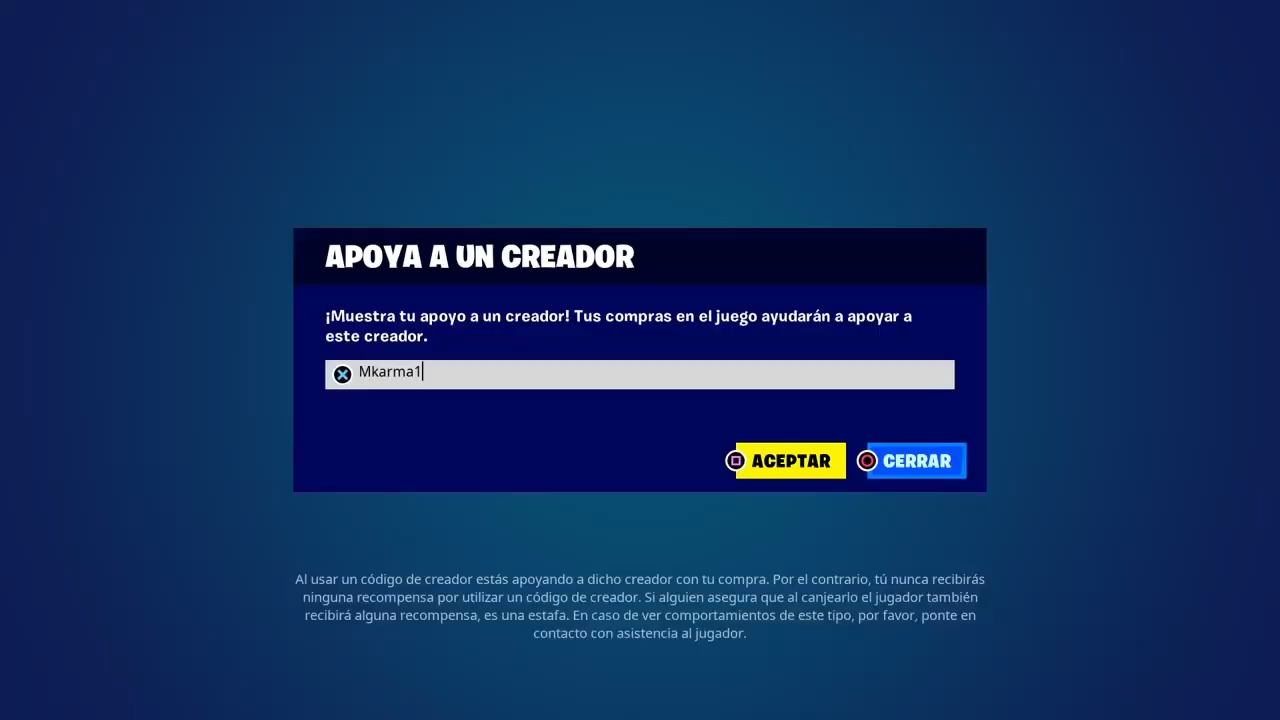 APOYA A UN CREADOR
¡Muestra tu apoyo a un creador! Tus compras en el juego ayudarán a apoyar a
este creador.
Mkarma1
ACEPTAR
CERRAR
Al usar un código de creador estás apoyando a dicho creador con tu compra. Por el contrario, tú nunca recibirás
ninguna recompensa por utilizar un código de creador. Si alguien asegura que al canjearlo el jugador también
recibirá alguna recompensa, es una estafa. En caso de ver comportamientos de este tipo, por favor, ponte en
contacto con asistencia al jugador.